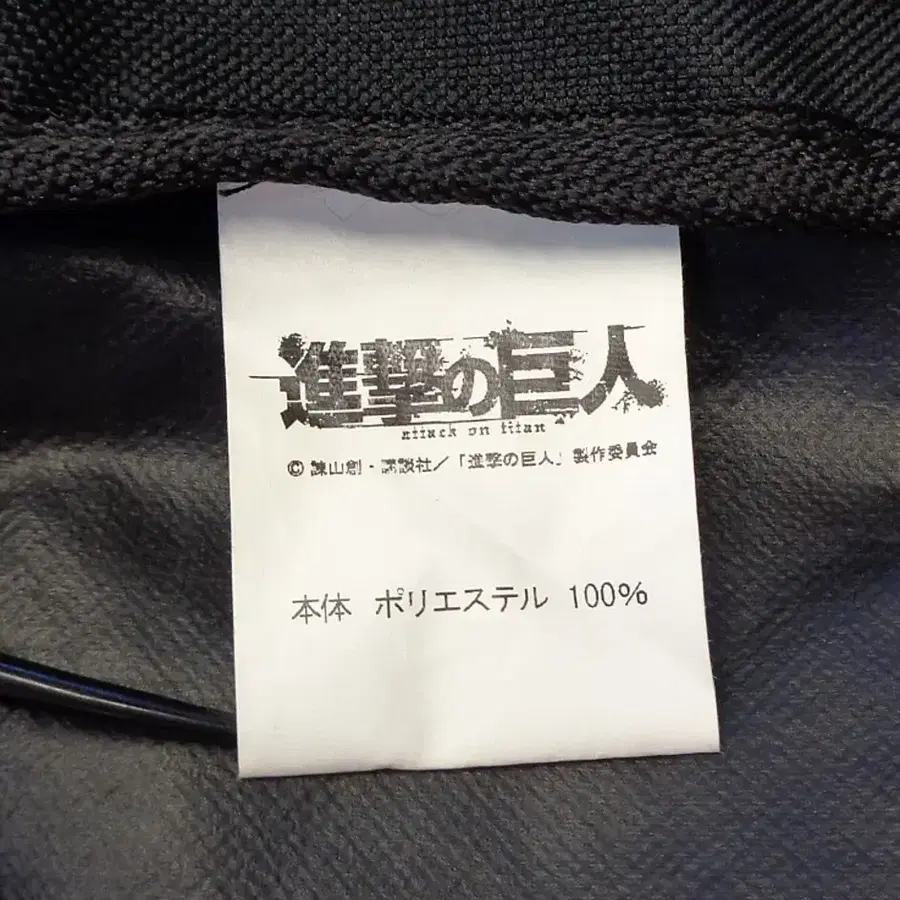 進撃の巨人
attack on titan
© 諫山創・講談社／「進撃の巨人」製作委員会
本体 ポリエステル 100%